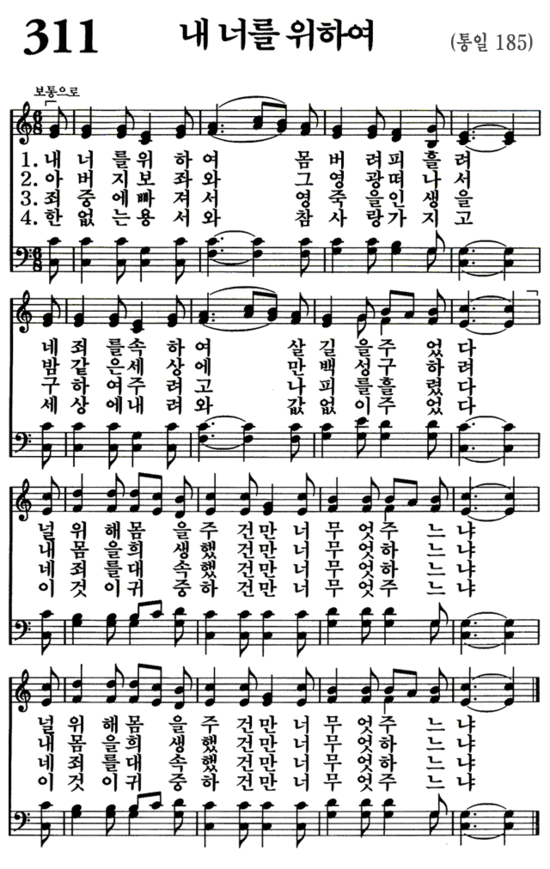 311 내 너를 위하여 (통일 185)
보통으로
1. 내 너 를 위 하 여 몸 버 려 피 흘 려
2. 아 버 지 보 좌 와 그 영 광 떠 나 서
3. 죄 중 에 빠 져 서 영 죽 을 인 생 을
4. 한 없 는 용 서 와 참 사 랑 가 지 고
네 죄 를 속 하 여 살 길 을 주 었 다
밤 같 은 세 상 에 만 백 성 구 하 려
구 하 여 주 려 고 나 피 를 흘 렸 다
세 상 에 내 려 와 값 없 이 주 었 다
널 위 해 몸 을 주 건 만 너 무 엇 주 느 냐
내 몸 을 희 생 했 건 만 너 무 엇 하 느 냐
네 죄 를 대 속 했 건 만 너 무 엇 하 느 냐
이 것 이 귀 중 하 건 만 너 무 엇 주 느 냐
널 위 해 몸 을 주 건 만 너 무 엇 주 느 냐
내 몸 을 희 생 했 건 만 너 무 엇 하 느 냐
네 죄 를 대 속 했 건 만 너 무 엇 하 느 냐
이 것 이 귀 중 하 건 만 너 무 엇 주 느 냐